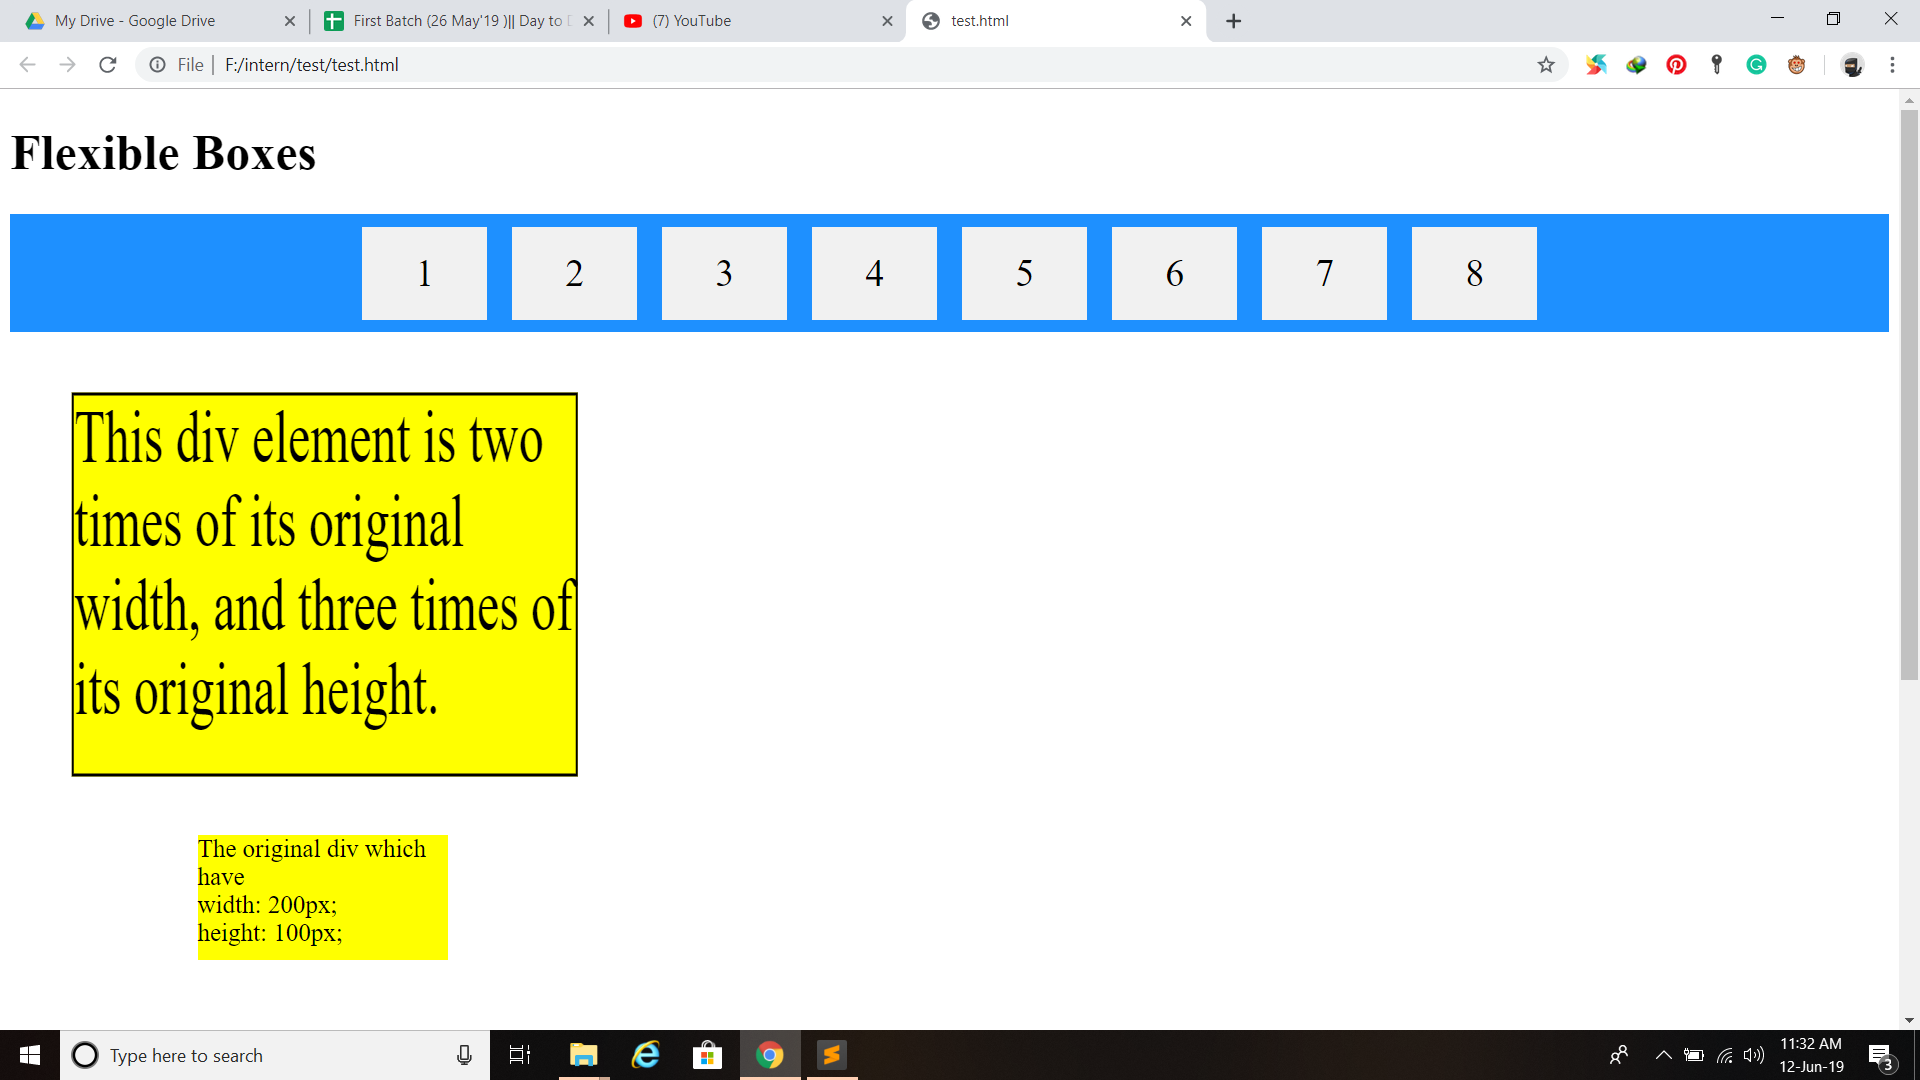 My Drive - Google Drive
First Batch (26 May'19 )|| Day to
(7) YouTube
test.html
File
F:/intern/test/test.html
Flexible Boxes
1 2 3 4 5 6 7 8
This div element is two
times of its original
width, and three times of
its original height.
The original div which
have
width: 200px;
height: 100px;
Type here to search
11:32 AM
12-Jun-19
3